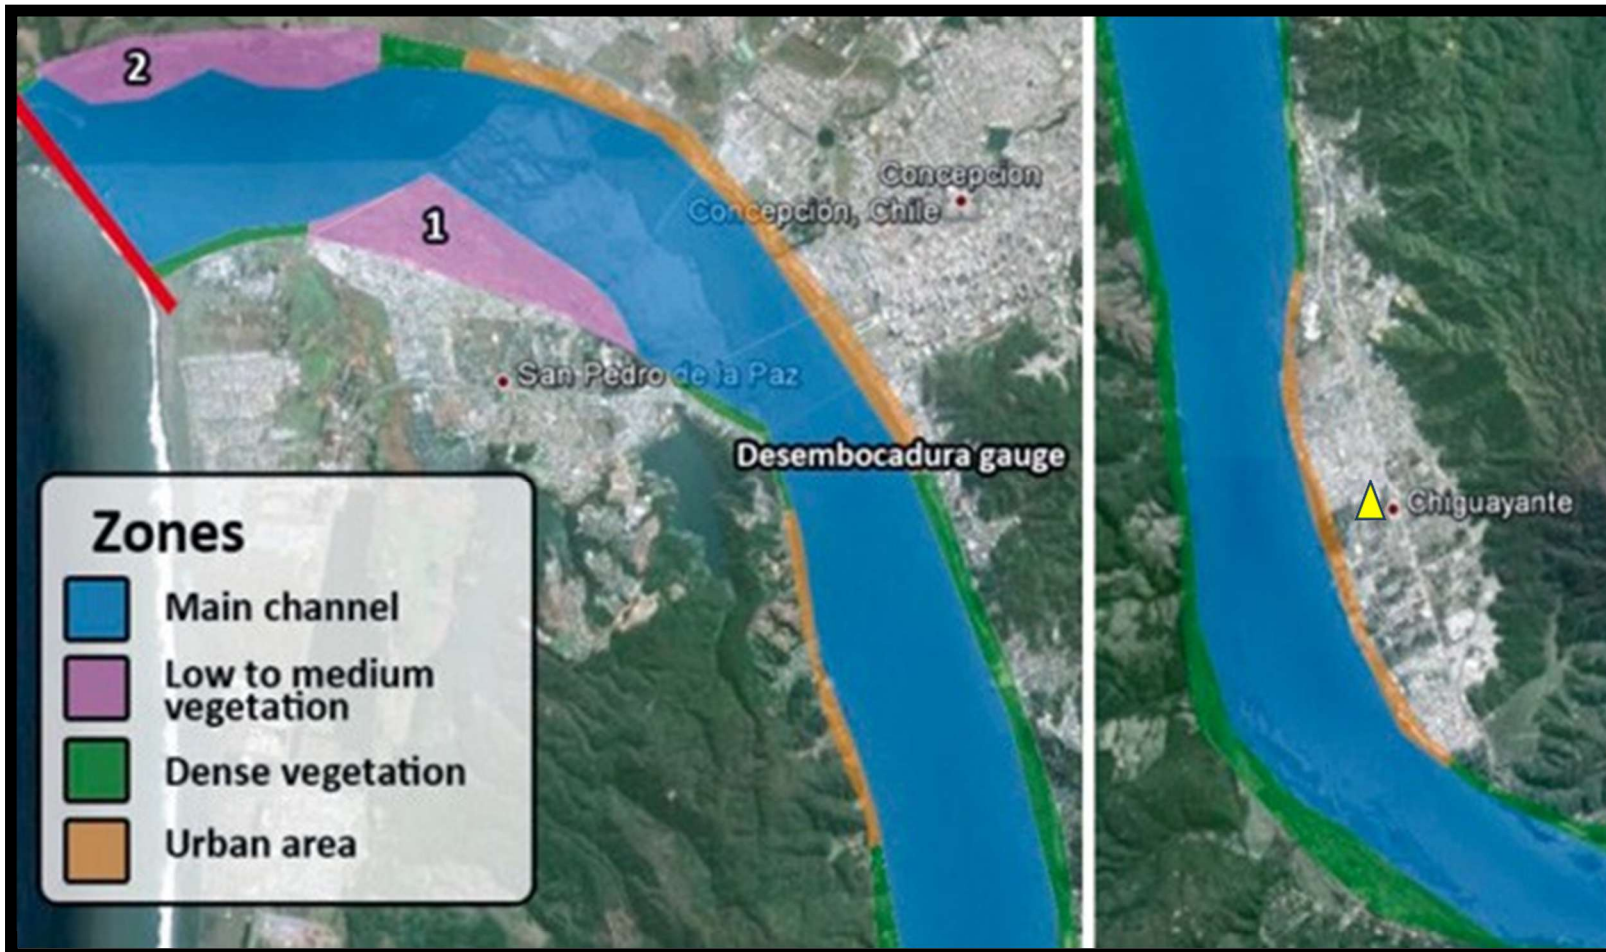 2
1
Concepcion
Concepción, Chile
San Pedro de la Paz
Desembocadura gauge
Chiguayante
Zones
Main channel
Low to medium
vegetation
Dense vegetation
Urban area